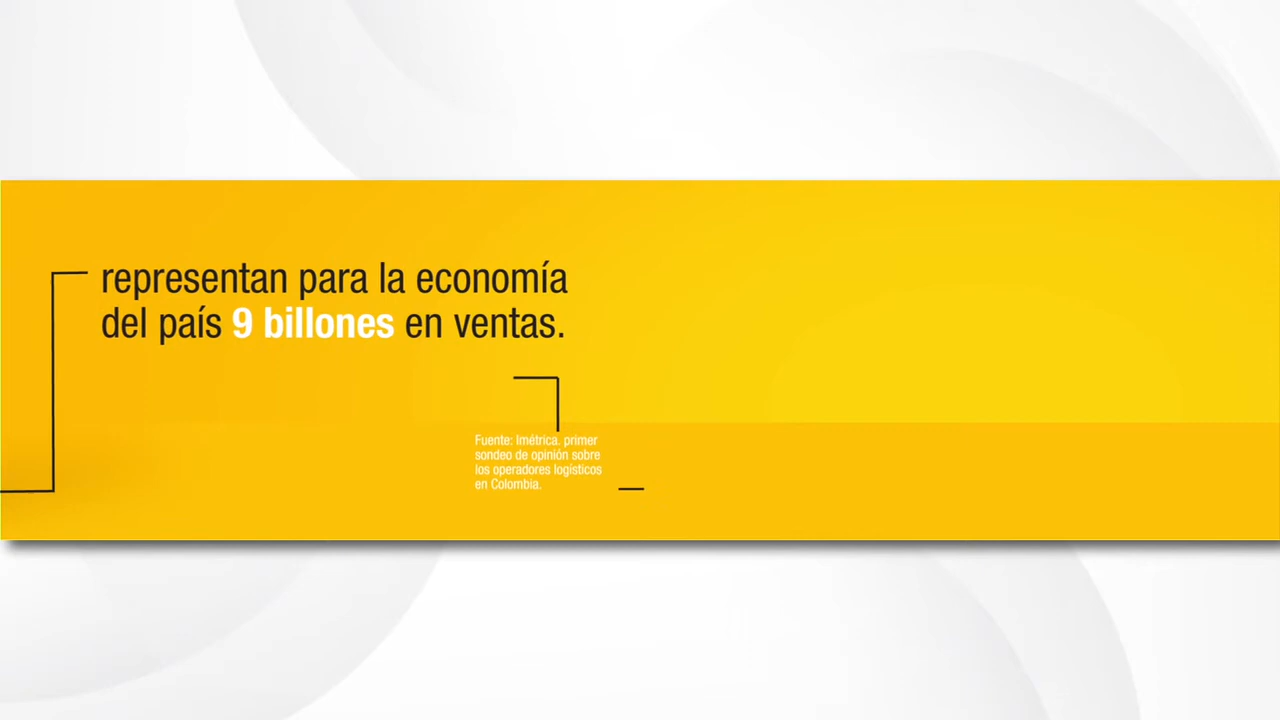 representan para la economía
del país 9 billones en ventas.
Fuente: Imétrica. primer
sondeo de opinión sobre
los operadores logísticos
en Colombia.